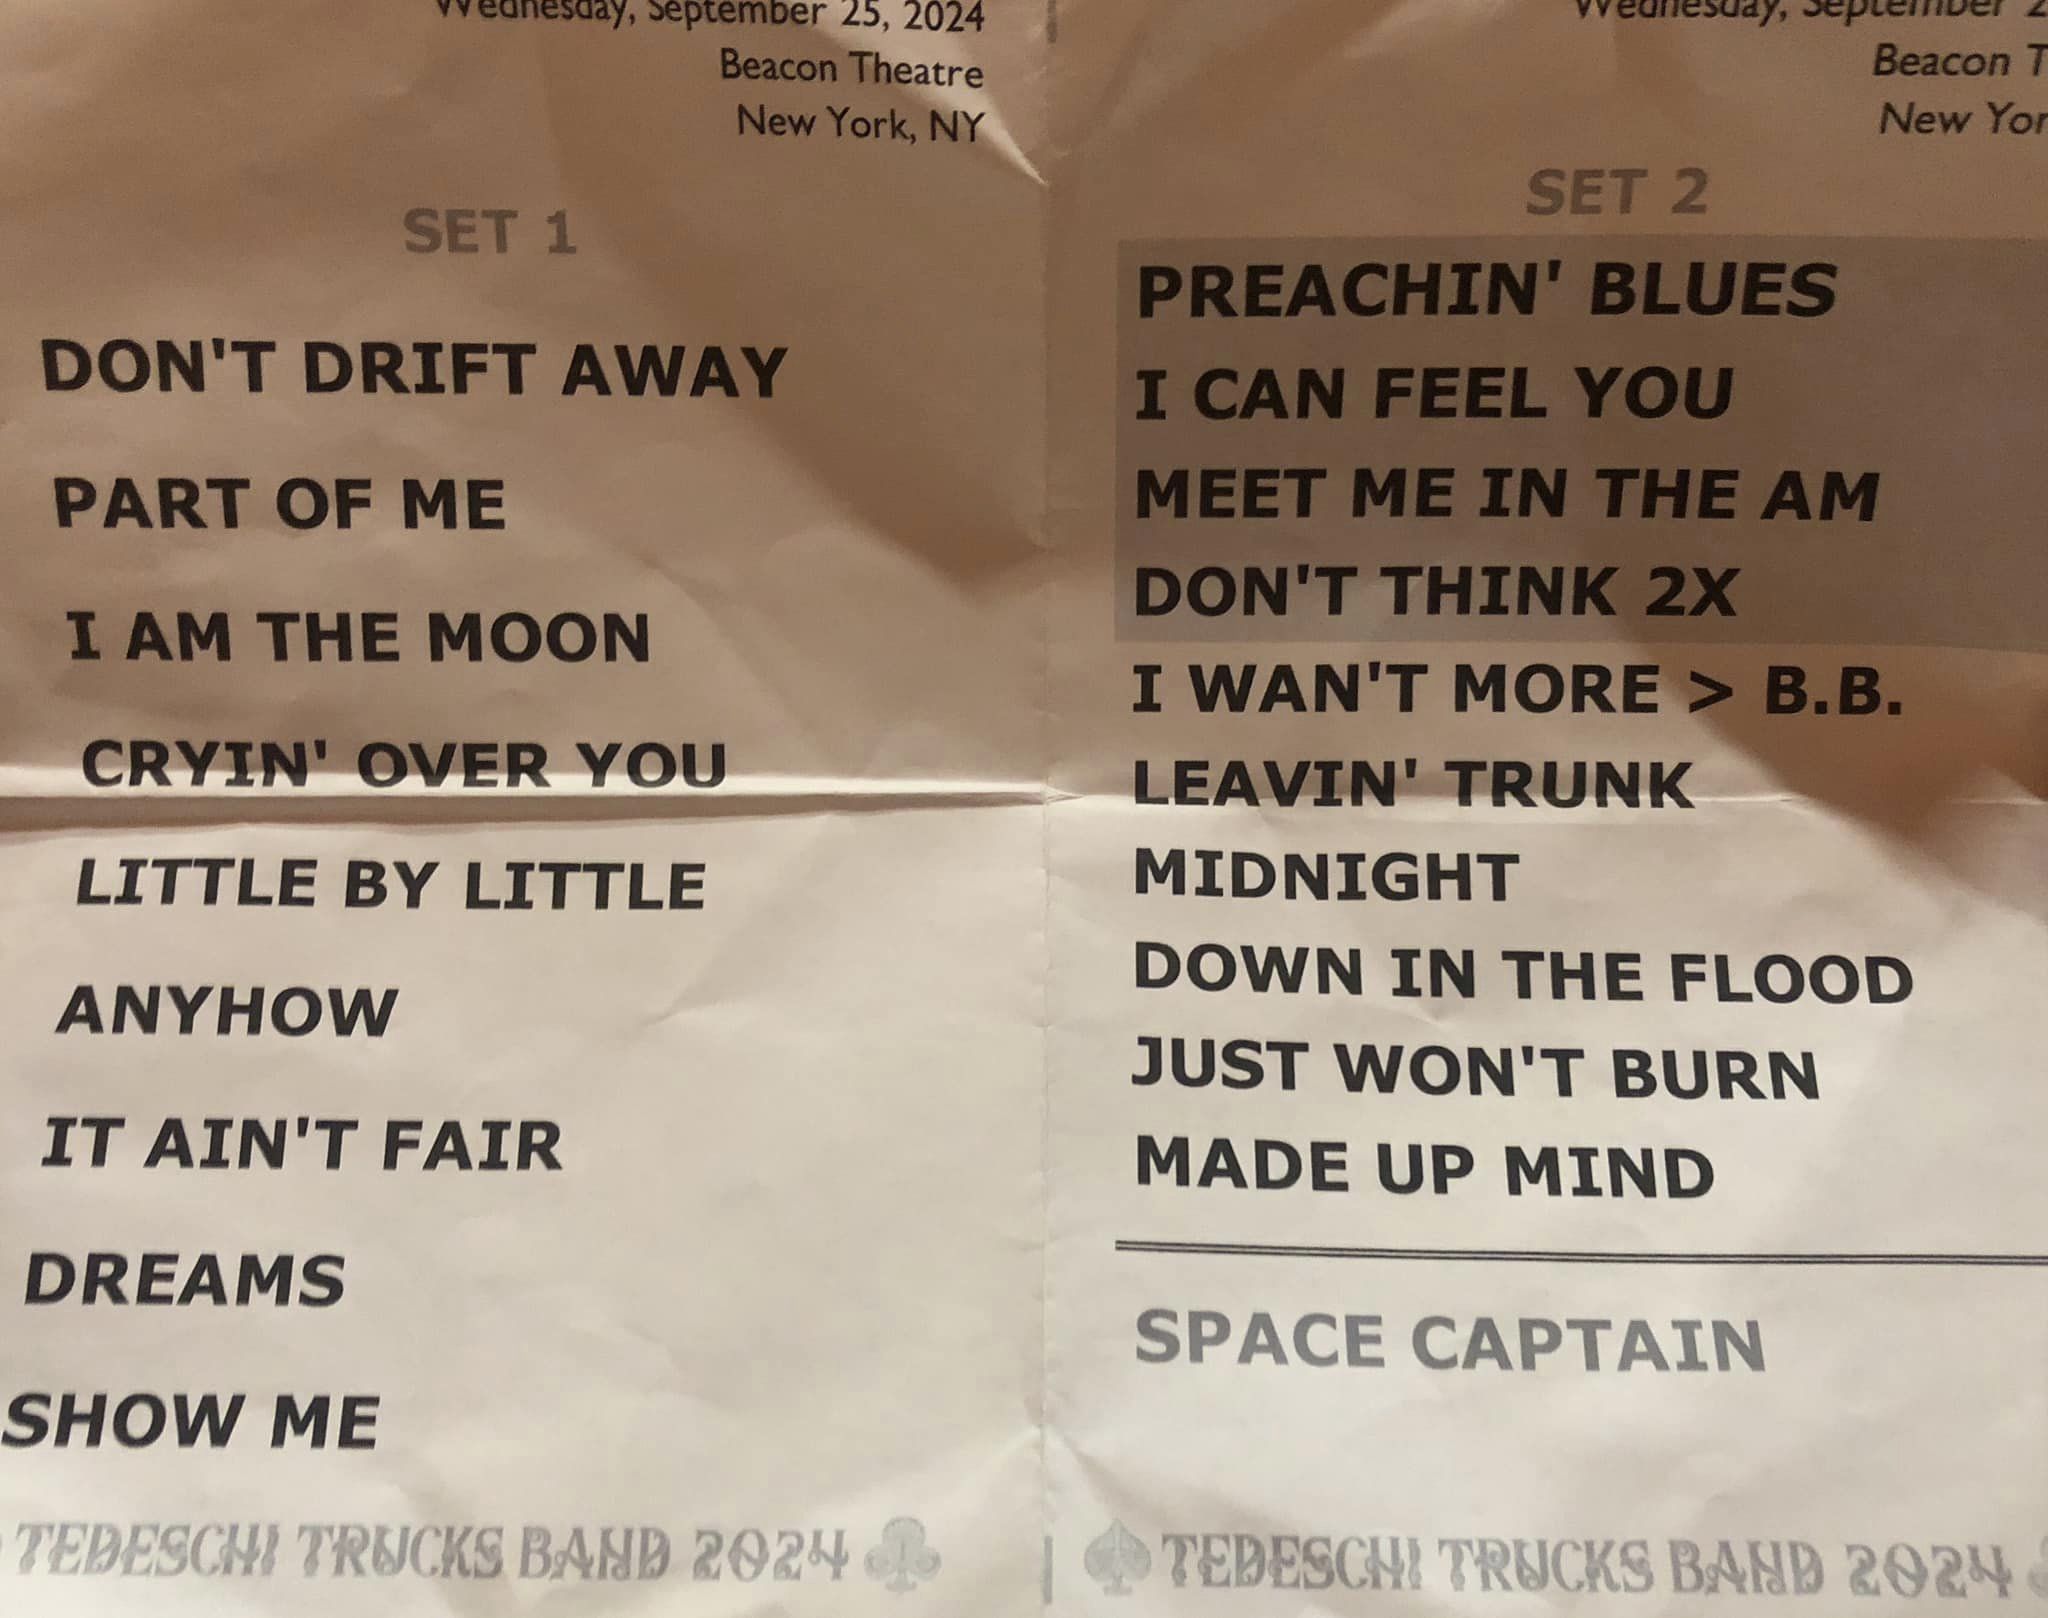 Wednesday, September 25, 2024
Beacon Theatre
New York, NY
SET 1
DON'T DRIFT AWAY
PART OF ME
I AM THE MOON
CRYIN' OVER YOU
LITTLE BY LITTLE
ANYHOW
IT AIN'T FAIR
DREAMS
SHOW ME
TEDESCHI TRUCKS BAND 2024
Wednesday, September 2
Beacon T
New Yor
SET 2
PREACHIN' BLUES
I CAN FEEL YOU
MEET ME IN THE AM
DON'T THINK 2X
I WAN'T MORE > B.B.
LEAVIN' TRUNK
MIDNIGHT
DOWN IN THE FLOOD
JUST WON'T BURN
MADE UP MIND
SPACE CAPTAIN
TEDESCHI TRUCKS BAND 2024